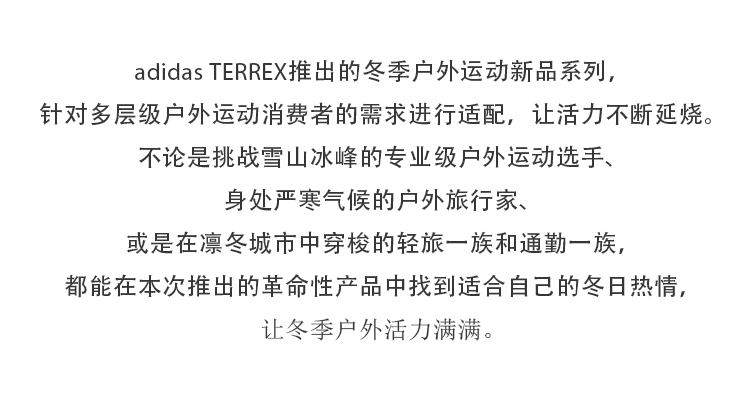 adidas TERREX推出的冬季户外运动新品系列，
针对多层级户外运动消费者的需求进行适配，让活力不断延烧。
不论是挑战雪山冰峰的专业级户外运动选手、
身处严寒气候的户外旅行家、
或是在凛冬城市中穿梭的轻旅一族和通勤一族，
都能在本次推出的革命性产品中找到适合自己的冬日热情，
让冬季户外活力满满。